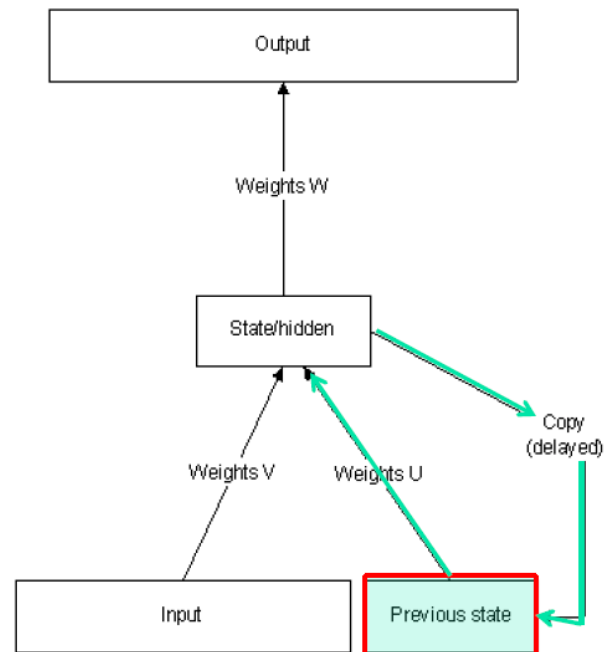 Output
Weights W
State/hidden
Copy
(delayed)
Weights V
Weights U
Input
Previous state